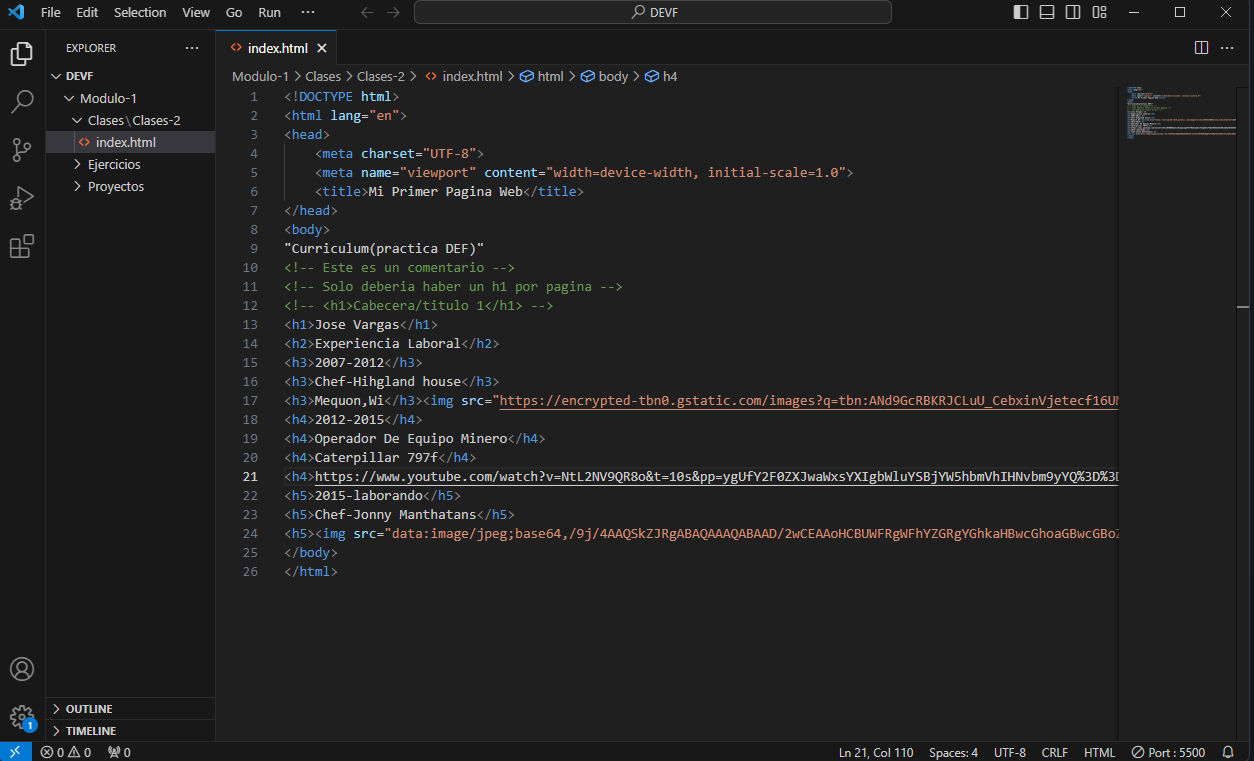 File Edit Selection View Go Run ··· DEVF
EXPLORER ···
DEVF
Modulo-1
Clases\Clases-2
index.html
Ejercicios
Proyectos
OUTLINE
TIMELINE
index.html
Modulo-1 > Clases > Clases-2 > index.html > html > body > h4
1 <!DOCTYPE html>
2 <html lang="en">
3 <head>
4 <meta charset="UTF-8">
5 <meta name="viewport" content="width=device-width, initial-scale=1.0">
6 <title>Mi Primer Pagina Web</title>
7 </head>
8 <body>
9 "Curriculum(practica DEF)"
10 <!-- Este es un comentario -->
11 <!-- Solo deberia haber un h1 por pagina -->
12 <!-- <h1>Cabecera/titulo 1</h1> -->
13 <h1>Jose Vargas</h1>
14 <h2>Experiencia Laboral</h2>
15 <h3>2007-2012</h3>
16 <h3>Chef-Hihgland house</h3>
17 <h3>Mequon,Wi</h3><img src="https://encrypted-tbn0.gstatic.com/images?q=tbn:ANd9GcRBKRJCLuU_CebxinVjetecf16U
18 <h4>2012-2015</h4>
19 <h4>Operador De Equipo Minero</h4>
20 <h4>Caterpillar 797f</h4>
21 <h4>https://www.youtube.com/watch?v=NtL2NV9QR8o&t=10s&pp=ygUfY2F0ZXJwaWxsYXIgbWluYSBjYW5hbmVhIHNvbm9yYQ%3D%3D
22 <h5>2015-laborando</h5>
23 <h5>Chef-Jonny Manthatans</h5>
24 <h5><img src="data:image/jpeg;base64,/9j/4AAQSkZJRgABAQAAAQABAAD/2wCEAAoHCBUWFRgWFhYZGRgYGhkaHBwcGhoaGBwcGBoZ
25 </body>
26 </html>
1
0 0 0
Ln 21, Col 110 Spaces: 4 UTF-8 CRLF HTML Port : 5500